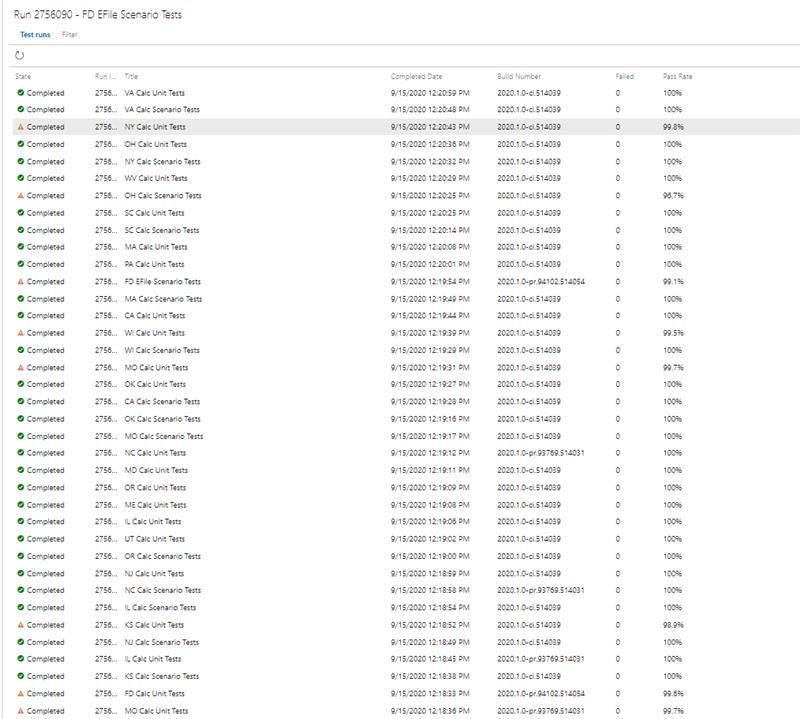 Run 2756090 - FD EFile Scenario Tests
Test runs Filter
State Run I... Title Completed Date Build Number Failed Pass Rate
Completed 2756... VA Calc Unit Tests 9/15/2020 12:20:59 PM 2020.1.0-ci.514039 0 100%
Completed 2756... VA Calc Scenario Tests 9/15/2020 12:20:48 PM 2020.1.0-ci.514039 0 100%
Completed 2756... NY Calc Unit Tests 9/15/2020 12:20:43 PM 2020.1.0-ci.514039 0 99.8%
Completed 2756... OH Calc Unit Tests 9/15/2020 12:20:36 PM 2020.1.0-ci.514039 0 100%
Completed 2756... NY Calc Scenario Tests 9/15/2020 12:20:32 PM 2020.1.0-ci.514039 0 100%
Completed 2756... WV Calc Unit Tests 9/15/2020 12:20:29 PM 2020.1.0-ci.514039 0 100%
Completed 2756... OH Calc Scenario Tests 9/15/2020 12:20:25 PM 2020.1.0-ci.514039 0 96.7%
Completed 2756... SC Calc Unit Tests 9/15/2020 12:20:25 PM 2020.1.0-ci.514039 0 100%
Completed 2756... SC Calc Scenario Tests 9/15/2020 12:20:14 PM 2020.1.0-ci.514039 0 100%
Completed 2756... MA Calc Unit Tests 9/15/2020 12:20:08 PM 2020.1.0-ci.514039 0 100%
Completed 2756... PA Calc Unit Tests 9/15/2020 12:20:01 PM 2020.1.0-ci.514039 0 100%
Completed 2756... FD EFile Scenario Tests 9/15/2020 12:19:54 PM 2020.1.0-pr.94102.514054 0 99.1%
Completed 2756... MA Calc Scenario Tests 9/15/2020 12:19:49 PM 2020.1.0-ci.514039 0 100%
Completed 2756... CA Calc Unit Tests 9/15/2020 12:19:44 PM 2020.1.0-ci.514039 0 100%
Completed 2756... WI Calc Unit Tests 9/15/2020 12:19:39 PM 2020.1.0-ci.514039 0 99.5%
Completed 2756... WI Calc Scenario Tests 9/15/2020 12:19:29 PM 2020.1.0-ci.514039 0 100%
Completed 2756... MO Calc Unit Tests 9/15/2020 12:19:31 PM 2020.1.0-ci.514039 0 99.7%
Completed 2756... OK Calc Unit Tests 9/15/2020 12:19:27 PM 2020.1.0-ci.514039 0 100%
Completed 2756... CA Calc Scenario Tests 9/15/2020 12:19:28 PM 2020.1.0-ci.514039 0 100%
Completed 2756... OK Calc Scenario Tests 9/15/2020 12:19:16 PM 2020.1.0-ci.514039 0 100%
Completed 2756... MO Calc Scenario Tests 9/15/2020 12:19:17 PM 2020.1.0-ci.514039 0 100%
Completed 2756... NC Calc Unit Tests 9/15/2020 12:19:12 PM 2020.1.0-pr.93769.514031 0 100%
Completed 2756... MD Calc Unit Tests 9/15/2020 12:19:11 PM 2020.1.0-ci.514039 0 100%
Completed 2756... OR Calc Unit Tests 9/15/2020 12:19:09 PM 2020.1.0-ci.514039 0 100%
Completed 2756... ME Calc Unit Tests 9/15/2020 12:19:08 PM 2020.1.0-ci.514039 0 100%
Completed 2756... IL Calc Unit Tests 9/15/2020 12:19:06 PM 2020.1.0-ci.514039 0 100%
Completed 2756... UT Calc Unit Tests 9/15/2020 12:19:02 PM 2020.1.0-ci.514039 0 100%
Completed 2756... OR Calc Scenario Tests 9/15/2020 12:19:00 PM 2020.1.0-ci.514039 0 100%
Completed 2756... NJ Calc Unit Tests 9/15/2020 12:18:59 PM 2020.1.0-ci.514039 0 100%
Completed 2756... NC Calc Scenario Tests 9/15/2020 12:18:58 PM 2020.1.0-pr.93769.514031 0 100%
Completed 2756... IL Calc Scenario Tests 9/15/2020 12:18:54 PM 2020.1.0-ci.514039 0 100%
Completed 2756... KS Calc Unit Tests 9/15/2020 12:18:52 PM 2020.1.0-ci.514039 0 98.9%
Completed 2756... NJ Calc Scenario Tests 9/15/2020 12:18:49 PM 2020.1.0-ci.514039 0 100%
Completed 2756... IL Calc Unit Tests 9/15/2020 12:18:45 PM 2020.1.0-pr.93769.514031 0 100%
Completed 2756... KS Calc Scenario Tests 9/15/2020 12:18:38 PM 2020.1.0-ci.514039 0 100%
Completed 2756... FD Calc Unit Tests 9/15/2020 12:18:33 PM 2020.1.0-pr.94102.514054 0 99.6%
Completed 2756... MO Calc Unit Tests 9/15/2020 12:18:36 PM 2020.1.0-pr.93769.514031 0 99.7%